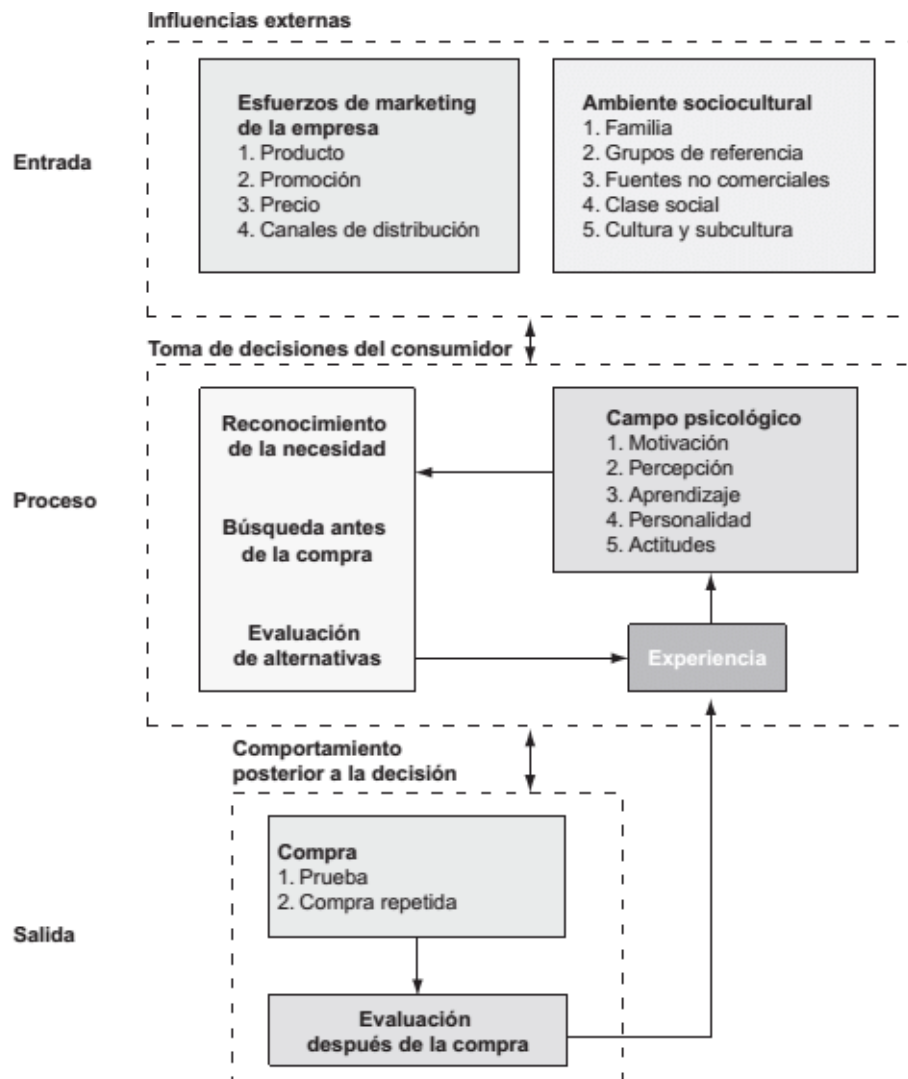 Influencias externas
Esfuerzos de marketing
de la empresa
1. Producto
2. Promoción
3. Precio
4. Canales de distribución
Ambiente sociocultural
1. Familia
2. Grupos de referencia
3. Fuentes no comerciales
4. Clase social
5. Cultura y subcultura
Entrada
Toma de decisiones del consumidor
Reconocimiento
de la necesidad
Búsqueda antes
de la compra
Evaluación
de alternativas
Campo psicológico
1. Motivación
2. Percepción
3. Aprendizaje
4. Personalidad
5. Actitudes
Experiencia
Proceso
Comportamiento
posterior a la decisión
Compra
1. Prueba
2. Compra repetida
Salida
Evaluación
después de la compra